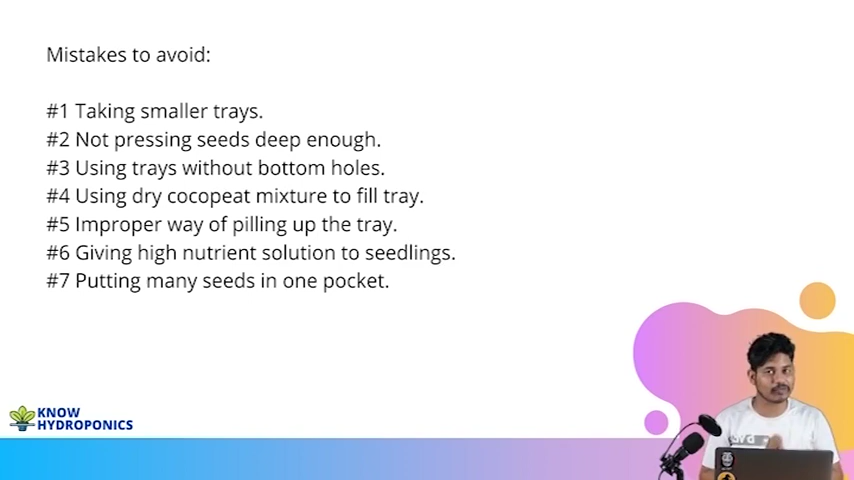 Mistakes to avoid:
#1 Taking smaller trays.
#2 Not pressing seeds deep enough.
#3 Using trays without bottom holes.
#4 Using dry cocopeat mixture to fill tray.
#5 Improper way of pilling up the tray.
#6 Giving high nutrient solution to seedlings.
#7 Putting many seeds in one pocket.
KNOW
HYDROPONICS